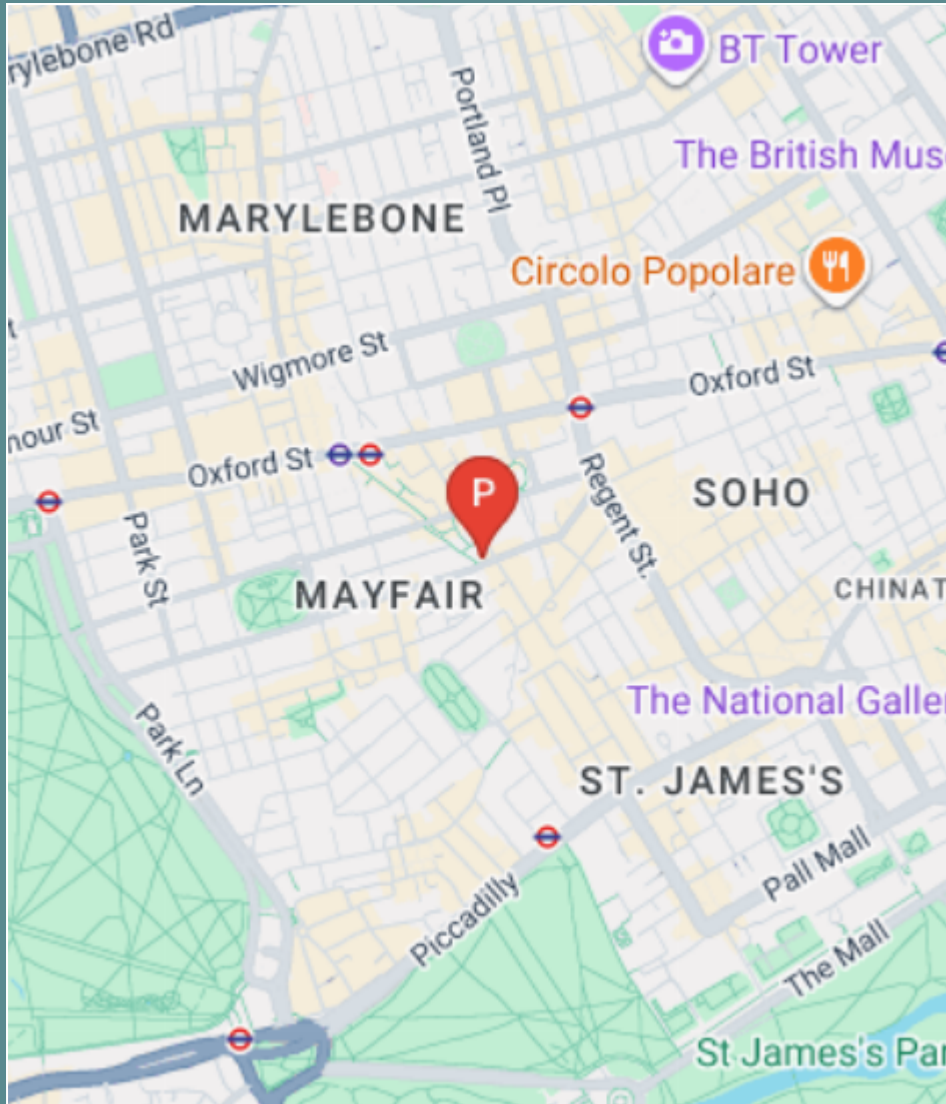 rylebone Rd
BT Tower
Portland Pl
The British Mus
MARYLEBONE
Circolo Popolare
Wigmore St
Oxford St
mour St
Oxford St
P
Regent St.
SOHO
Park St
MAYFAIR
CHINAT
The National Galle
Park Ln
ST. JAMES'S
Pall Mall
Piccadilly
The Mall
St James's Par